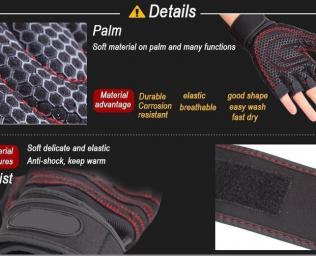 Details
Palm
Soft material on palm and many functions
Material
advantage
Durable elastic good shape
Corrosion breathable easy wash
resistant fast dry
Soft delicate and elastic
Anti-shock, keep warm